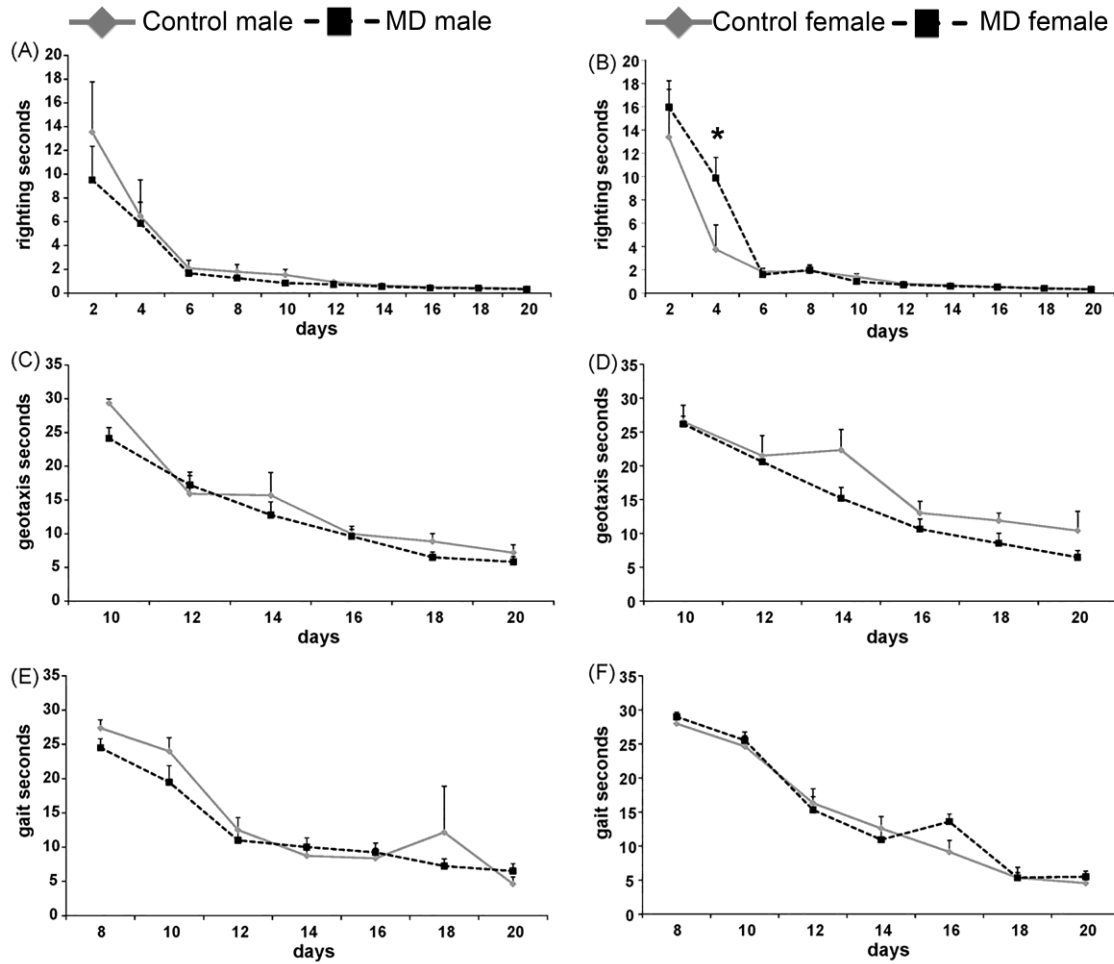 Control male MD male
Control female MD female
(A)
righting seconds
20
18
16
14
12
10
8
6
4
2
0
2 4 6 8 10 12 14 16 18 20
days
(B)
*
righting seconds
20
18
16
14
12
10
8
6
4
2
0
2 4 6 8 10 12 14 16 18 20
days
(C)
geotaxis seconds
35
30
25
20
15
10
5
0
10 12 14 16 18 20
days
(D)
geotaxis seconds
35
30
25
20
15
10
5
0
10 12 14 16 18 20
days
(E)
gait seconds
35
30
25
20
15
10
5
0
8 10 12 14 16 18 20
days
(F)
gait seconds
35
30
25
20
15
10
5
0
8 10 12 14 16 18 20
days